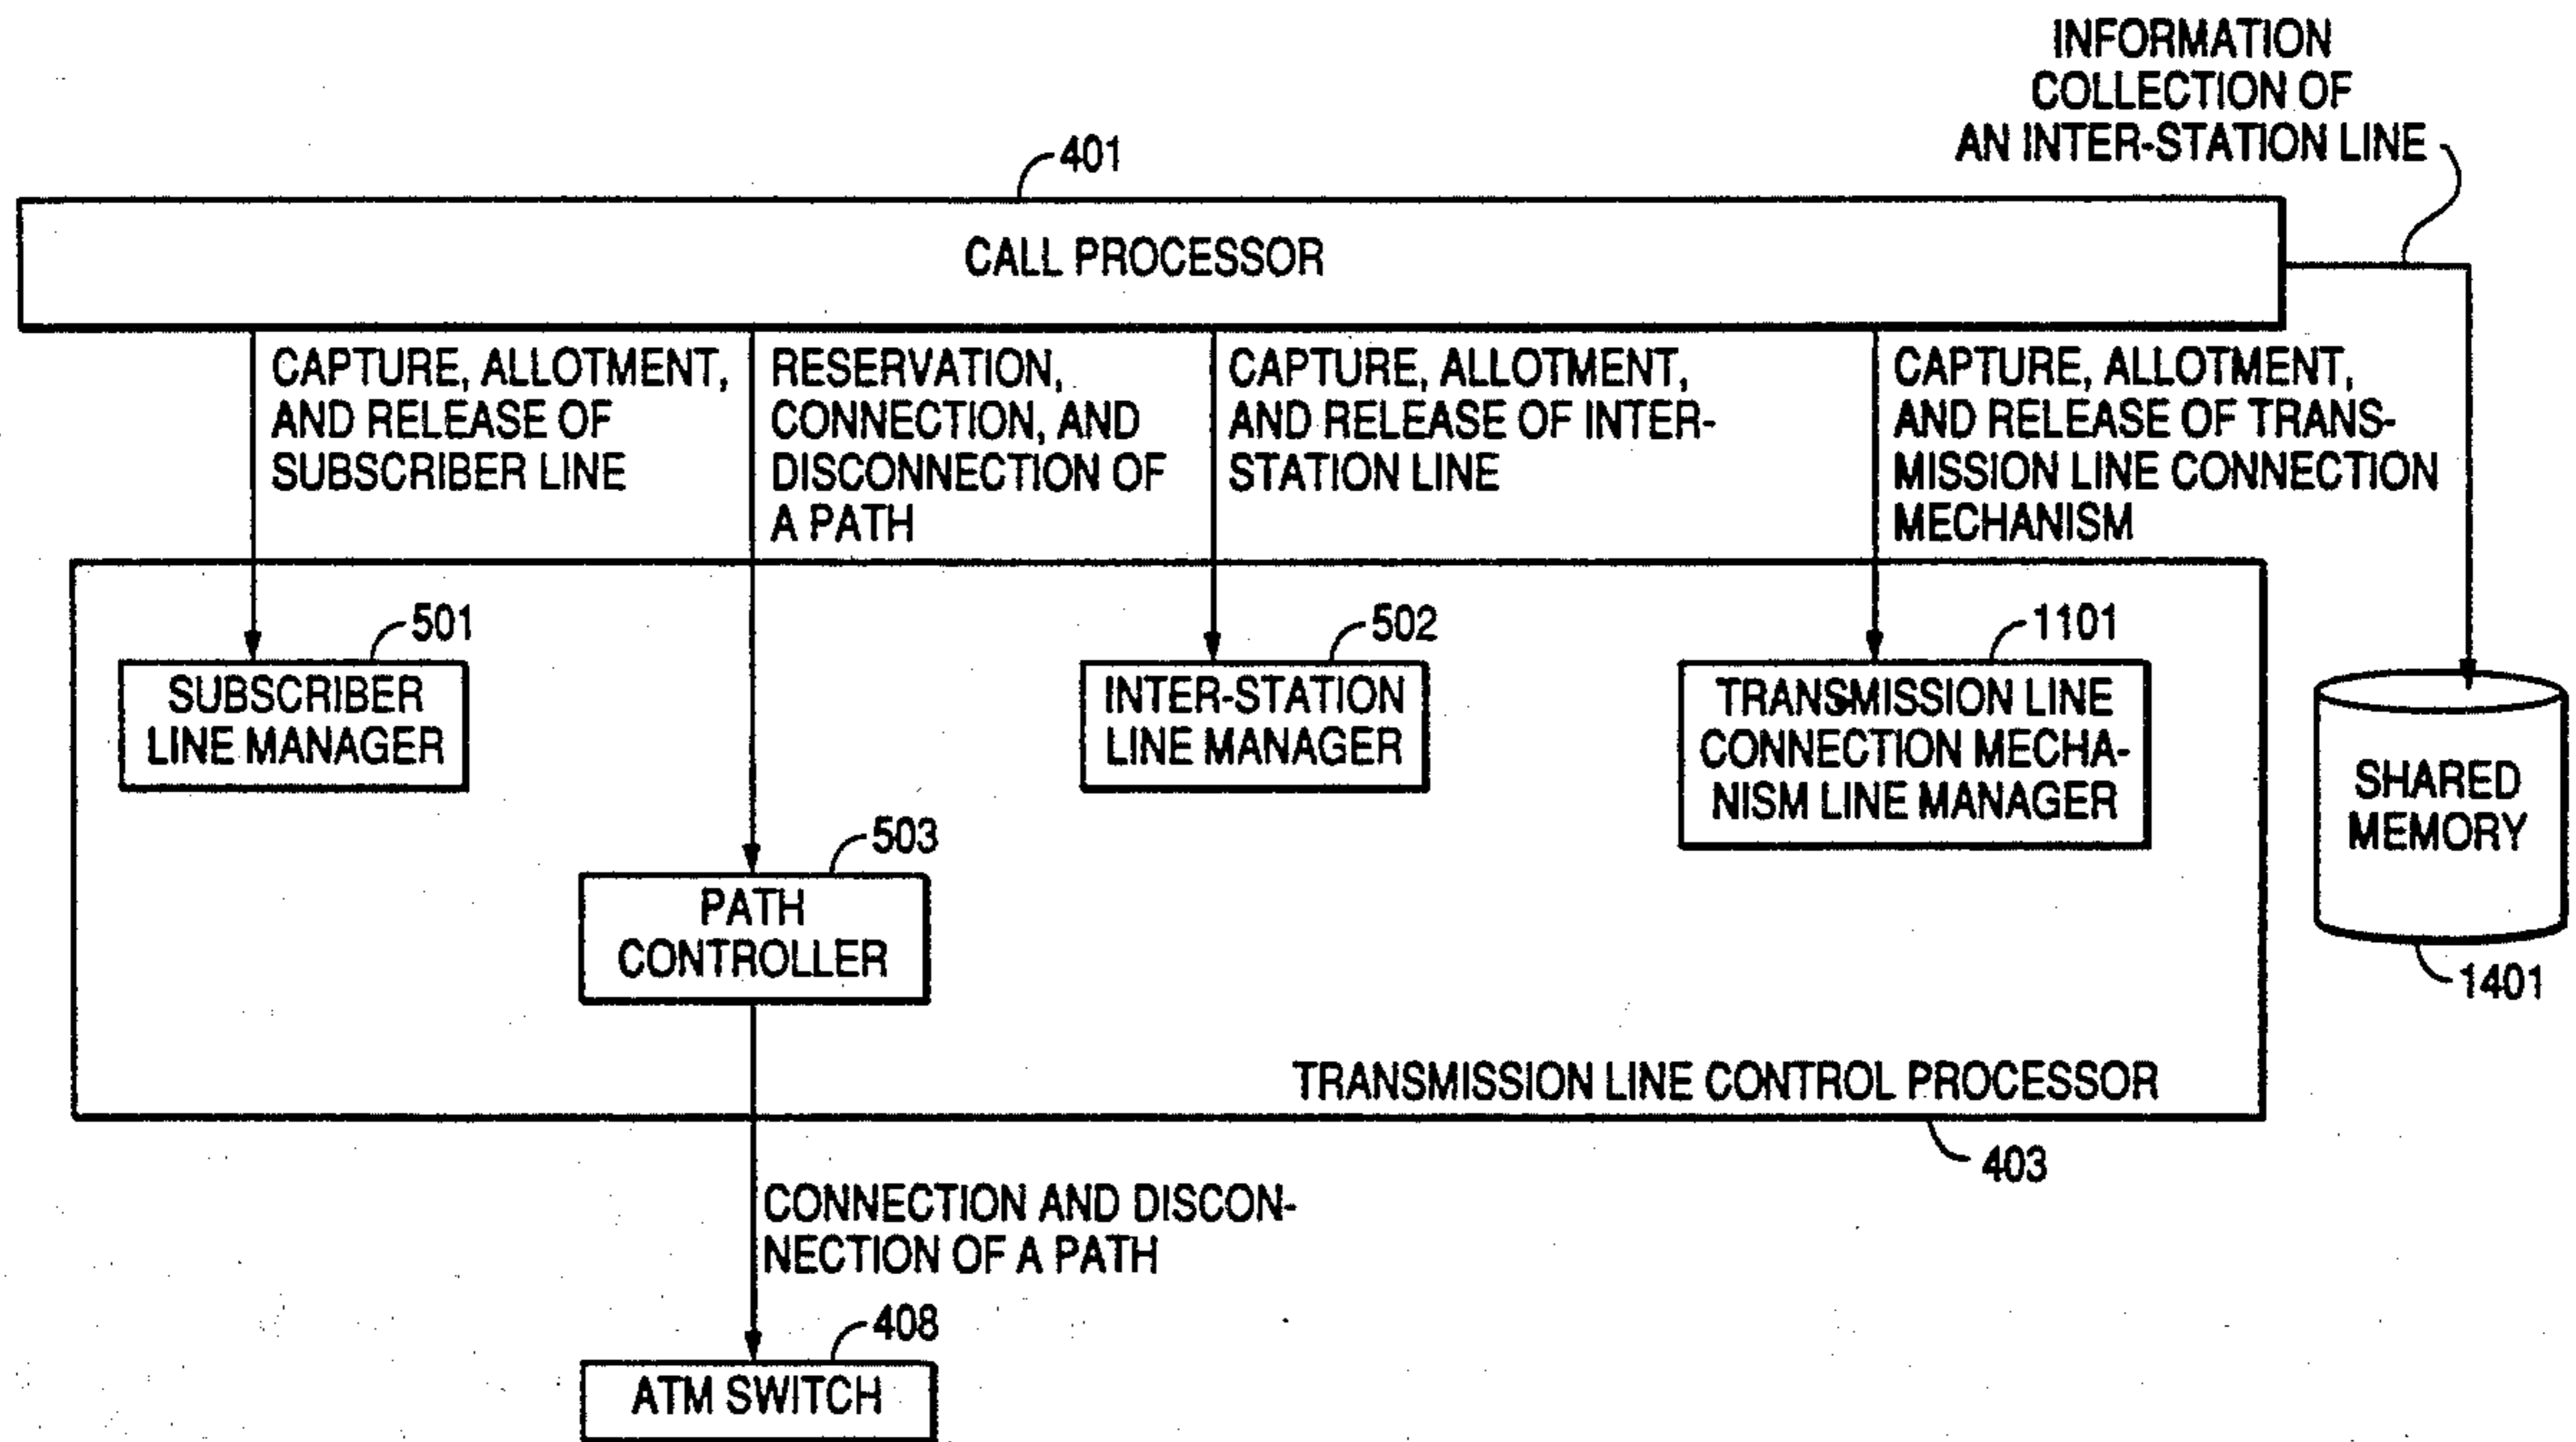 INFORMATION
COLLECTION OF
AN INTER-STATION LINE
401
CALL PROCESSOR
CAPTURE, ALLOTMENT,
AND RELEASE OF
SUBSCRIBER LINE
RESERVATION,
CONNECTION, AND
DISCONNECTION OF
A PATH
CAPTURE, ALLOTMENT,
AND RELEASE OF INTER-
STATION LINE
CAPTURE, ALLOTMENT,
AND RELEASE OF TRANS-
MISSION LINE CONNECTION
MECHANISM
501
SUBSCRIBER
LINE MANAGER
502
INTER-STATION
LINE MANAGER
1101
TRANSMISSION LINE
CONNECTION MECHA-
NISM LINE MANAGER
SHARED
MEMORY
1401
503
PATH
CONTROLLER
TRANSMISSION LINE CONTROL PROCESSOR
403
CONNECTION AND DISCON-
NECTION OF A PATH
408
ATM SWITCH